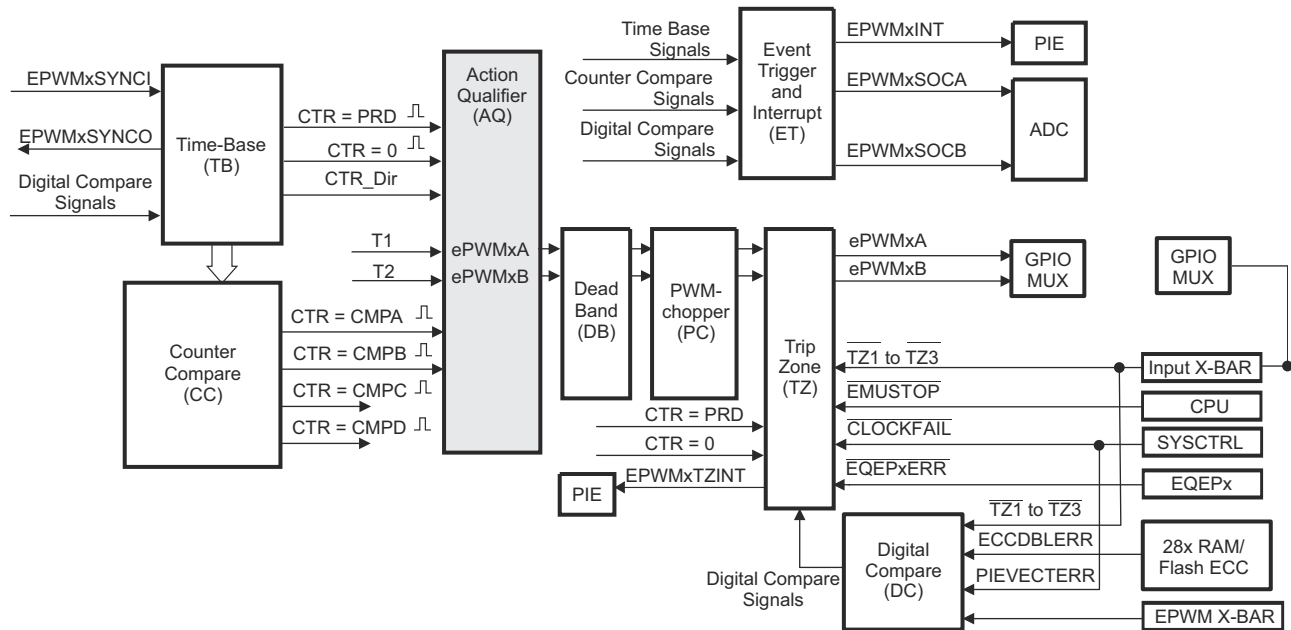 EPWMxSYNCI
EPWMxSYNCO
Digital Compare
Signals
Time-Base
(TB)
CTR = PRD
CTR = 0
CTR_Dir
T1
T2
Counter
Compare
(CC)
CTR = CMPA
CTR = CMPB
CTR = CMPC
CTR = CMPD
Action
Qualifier
(AQ)
ePWMxA
ePWMxB
Time Base
Signals
Counter Compare
Signals
Digital Compare
Signals
Event
Trigger
and
Interrupt
(ET)
EPWMxINT
EPWMxSOCA
EPWMxSOCB
PIE
ADC
Dead
Band
(DB)
PWM-
chopper
(PC)
Trip
Zone
(TZ)
ePWMxA
ePWMxB
GPIO
MUX
GPIO
MUX
TZ1 to TZ3
Input X-BAR
EMUSTOP
CPU
CLOCKFAIL
SYSCTRL
EQEPxERR
EQEPx
CTR = PRD
CTR = 0
EPWMxTZINT
PIE
Digital Compare
Signals
Digital
Compare
(DC)
TZ1 to TZ3
ECCDBLERR
PIEVECTERR
28x RAM/
Flash ECC
EPWM X-BAR